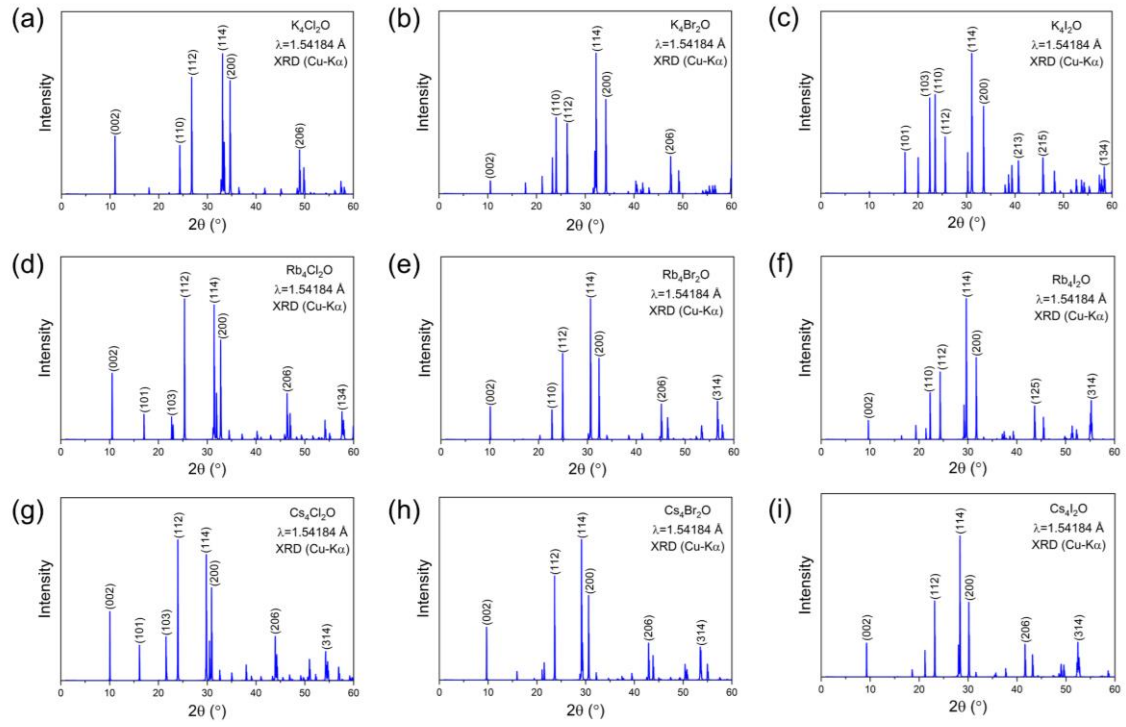 (a)
K₄Cl₂O
λ=1.54184 Å
XRD (Cu-Kα)
(002)
(110)
(112)
(114)
(200)
(206)
Intensity
0 10 20 30 40 50 60
2θ (°)
(b)
K₄Br₂O
λ=1.54184 Å
XRD (Cu-Kα)
(002)
(110)
(112)
(114)
(200)
(206)
Intensity
0 10 20 30 40 50 60
2θ (°)
(c)
K₄I₂O
λ=1.54184 Å
XRD (Cu-Kα)
(101)
(103)
(110)
(112)
(114)
(200)
(213)
(215)
(134)
Intensity
0 10 20 30 40 50 60
2θ (°)
(d)
Rb₄Cl₂O
λ=1.54184 Å
XRD (Cu-Kα)
(002)
(101)
(103)
(112)
(114)
(200)
(206)
(134)
Intensity
0 10 20 30 40 50 60
2θ (°)
(e)
Rb₄Br₂O
λ=1.54184 Å
XRD (Cu-Kα)
(002)
(110)
(112)
(114)
(200)
(206)
(314)
Intensity
0 10 20 30 40 50 60
2θ (°)
(f)
Rb₄I₂O
λ=1.54184 Å
XRD (Cu-Kα)
(002)
(110)
(112)
(114)
(200)
(125)
(314)
Intensity
0 10 20 30 40 50 60
2θ (°)
(g)
Cs₄Cl₂O
λ=1.54184 Å
XRD (Cu-Kα)
(002)
(101)
(103)
(112)
(114)
(200)
(206)
(314)
Intensity
0 10 20 30 40 50 60
2θ (°)
(h)
Cs₄Br₂O
λ=1.54184 Å
XRD (Cu-Kα)
(002)
(112)
(114)
(200)
(206)
(314)
Intensity
0 10 20 30 40 50 60
2θ (°)
(i)
Cs₄I₂O
λ=1.54184 Å
XRD (Cu-Kα)
(002)
(112)
(114)
(200)
(206)
(314)
Intensity
0 10 20 30 40 50 60
2θ (°)